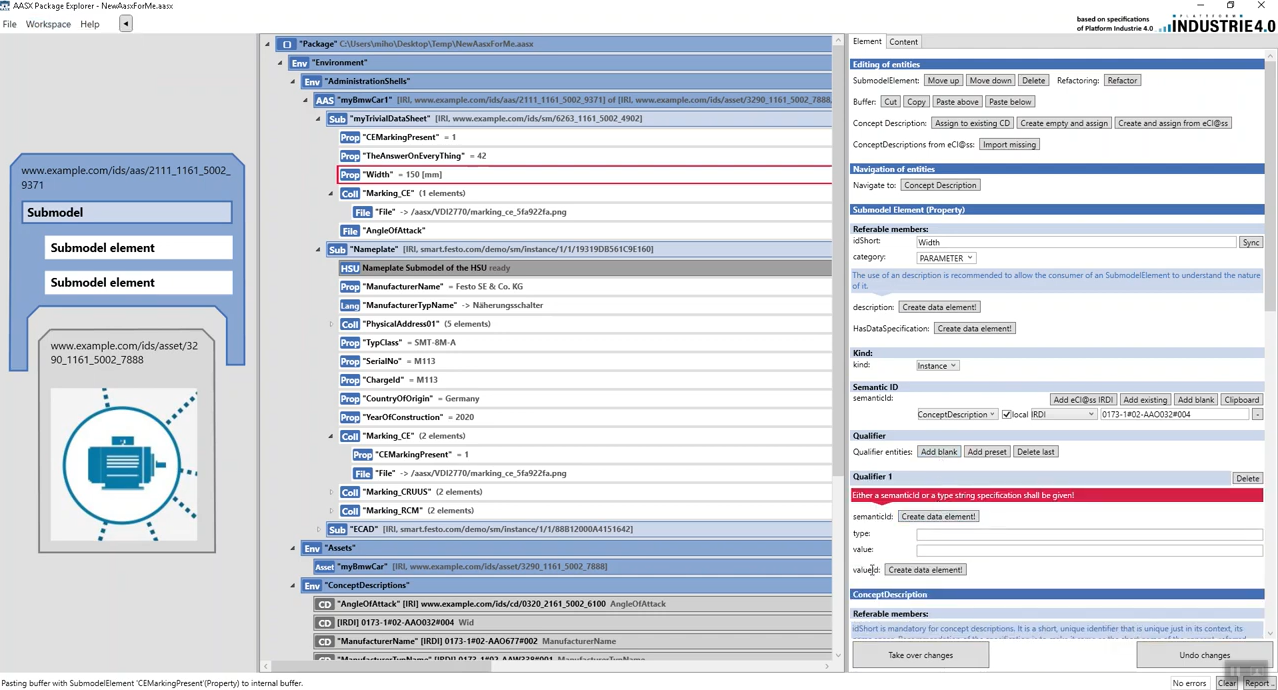 AASX Package Explorer - NewAasxForMe.aasx
File Workspace Help
based on specifications
of Platform Industrie 4.0
PLATTFORM
INDUSTRIE4.0
www.example.com/ids/aas/2111_1161_5002_
9371
Submodel
Submodel element
Submodel element
www.example.com/ids/asset/32
90_1161_5002_7888
"Package" C:\Users\miho\Desktop\Temp\NewAasxForMe.aasx
Env "Environment"
Env "AdministrationShells"
AAS "myBmwCar1" [IRI, www.example.com/ids/aas/2111_1161_5002_9371] of [IRI, www.example.com/ids/asset/3290_1161_5002_7888,
Sub "myTrivialDataSheet" [IRI, www.example.com/ids/sm/6263_1161_5002_4902]
Prop "CEMarkingPresent" = 1
Prop "TheAnswerOnEveryThing" = 42
Prop "Width" = 150 [mm]
Coll "Marking_CE" (1 elements)
File "File" -> /aasx/VDI2770/marking_ce_5fa922fa.png
File "AngleOfAttack"
Sub "Nameplate" [IRI, smart.festo.com/demo/sm/instance/1/1/19319DB561C9E160]
HSU Nameplate Submodel of the HSU ready
Prop "ManufacturerName" = Festo SE & Co. KG
Lang "ManufacturerTypName" -> Näherungsschalter
Coll "PhysicalAddress01" (5 elements)
Prop "TypClass" = SMT-8M-A
Prop "SerialNo" = M113
Prop "ChargeId" = M113
Prop "CountryOfOrigin" = Germany
Prop "YearOfConstruction" = 2020
Coll "Marking_CE" (2 elements)
Prop "CEMarkingPresent" = 1
File "File" -> /aasx/VDI2770/marking_ce_5fa922fa.png
Coll "Marking_CRUUS" (2 elements)
Coll "Marking_RCM" (2 elements)
Sub "ECAD" [IRI, smart.festo.com/demo/sm/instance/1/1/88B12000A4151642]
Env "Assets"
Asset "myBmwCar" [IRI, www.example.com/ids/asset/3290_1161_5002_7888]
Env "ConceptDescriptions"
CD "AngleOfAttack" [IRI] www.example.com/ids/cd/0320_2161_5002_6100 AngleOfAttack
CD [IRDI] 0173-1#02-AAO032#004 Wid
CD "ManufacturerName" [IRDI] 0173-1#02-AAO677#002 ManufacturerName
Element Content
Editing of entities
SubmodelElement: Move up Move down Delete Refactoring: Refactor
Buffer: Cut Copy Paste above Paste below
Concept Description: Assign to existing CD Create empty and assign Create and assign from eCl@ss
ConceptDescriptions from eCl@ss: Import missing
Navigation of entities
Navigate to: Concept Description
Submodel Element (Property)
Referable members:
idShort: Width Sync
category: PARAMETER
The use of an description is recommended to allow the consumer of an SubmodelElement to understand the nature
of it.
description: Create data element!
HasDataSpecification: Create data element!
Kind:
kind: Instance
Semantic ID
semanticId: Add eCl@ss IRDI Add existing Add blank Clipboard
ConceptDescription local IRDI 0173-1#02-AAO032#004 -
Qualifier
Qualifier entities: Add blank Add preset Delete last
Qualifier 1 Delete
Either a semanticId or a type string specification shall be given!
semanticId: Create data element!
type:
value:
valueId: Create data element!
ConceptDescription
Referable members:
idShort is mandatory for concept descriptions. It is a short, unique identifier that is unique just in its context, its
Take over changes Undo changes
Pasting buffer with SubmodelElement 'CEMarkingPresent'(Property) to internal buffer.
No errors Clear Report..